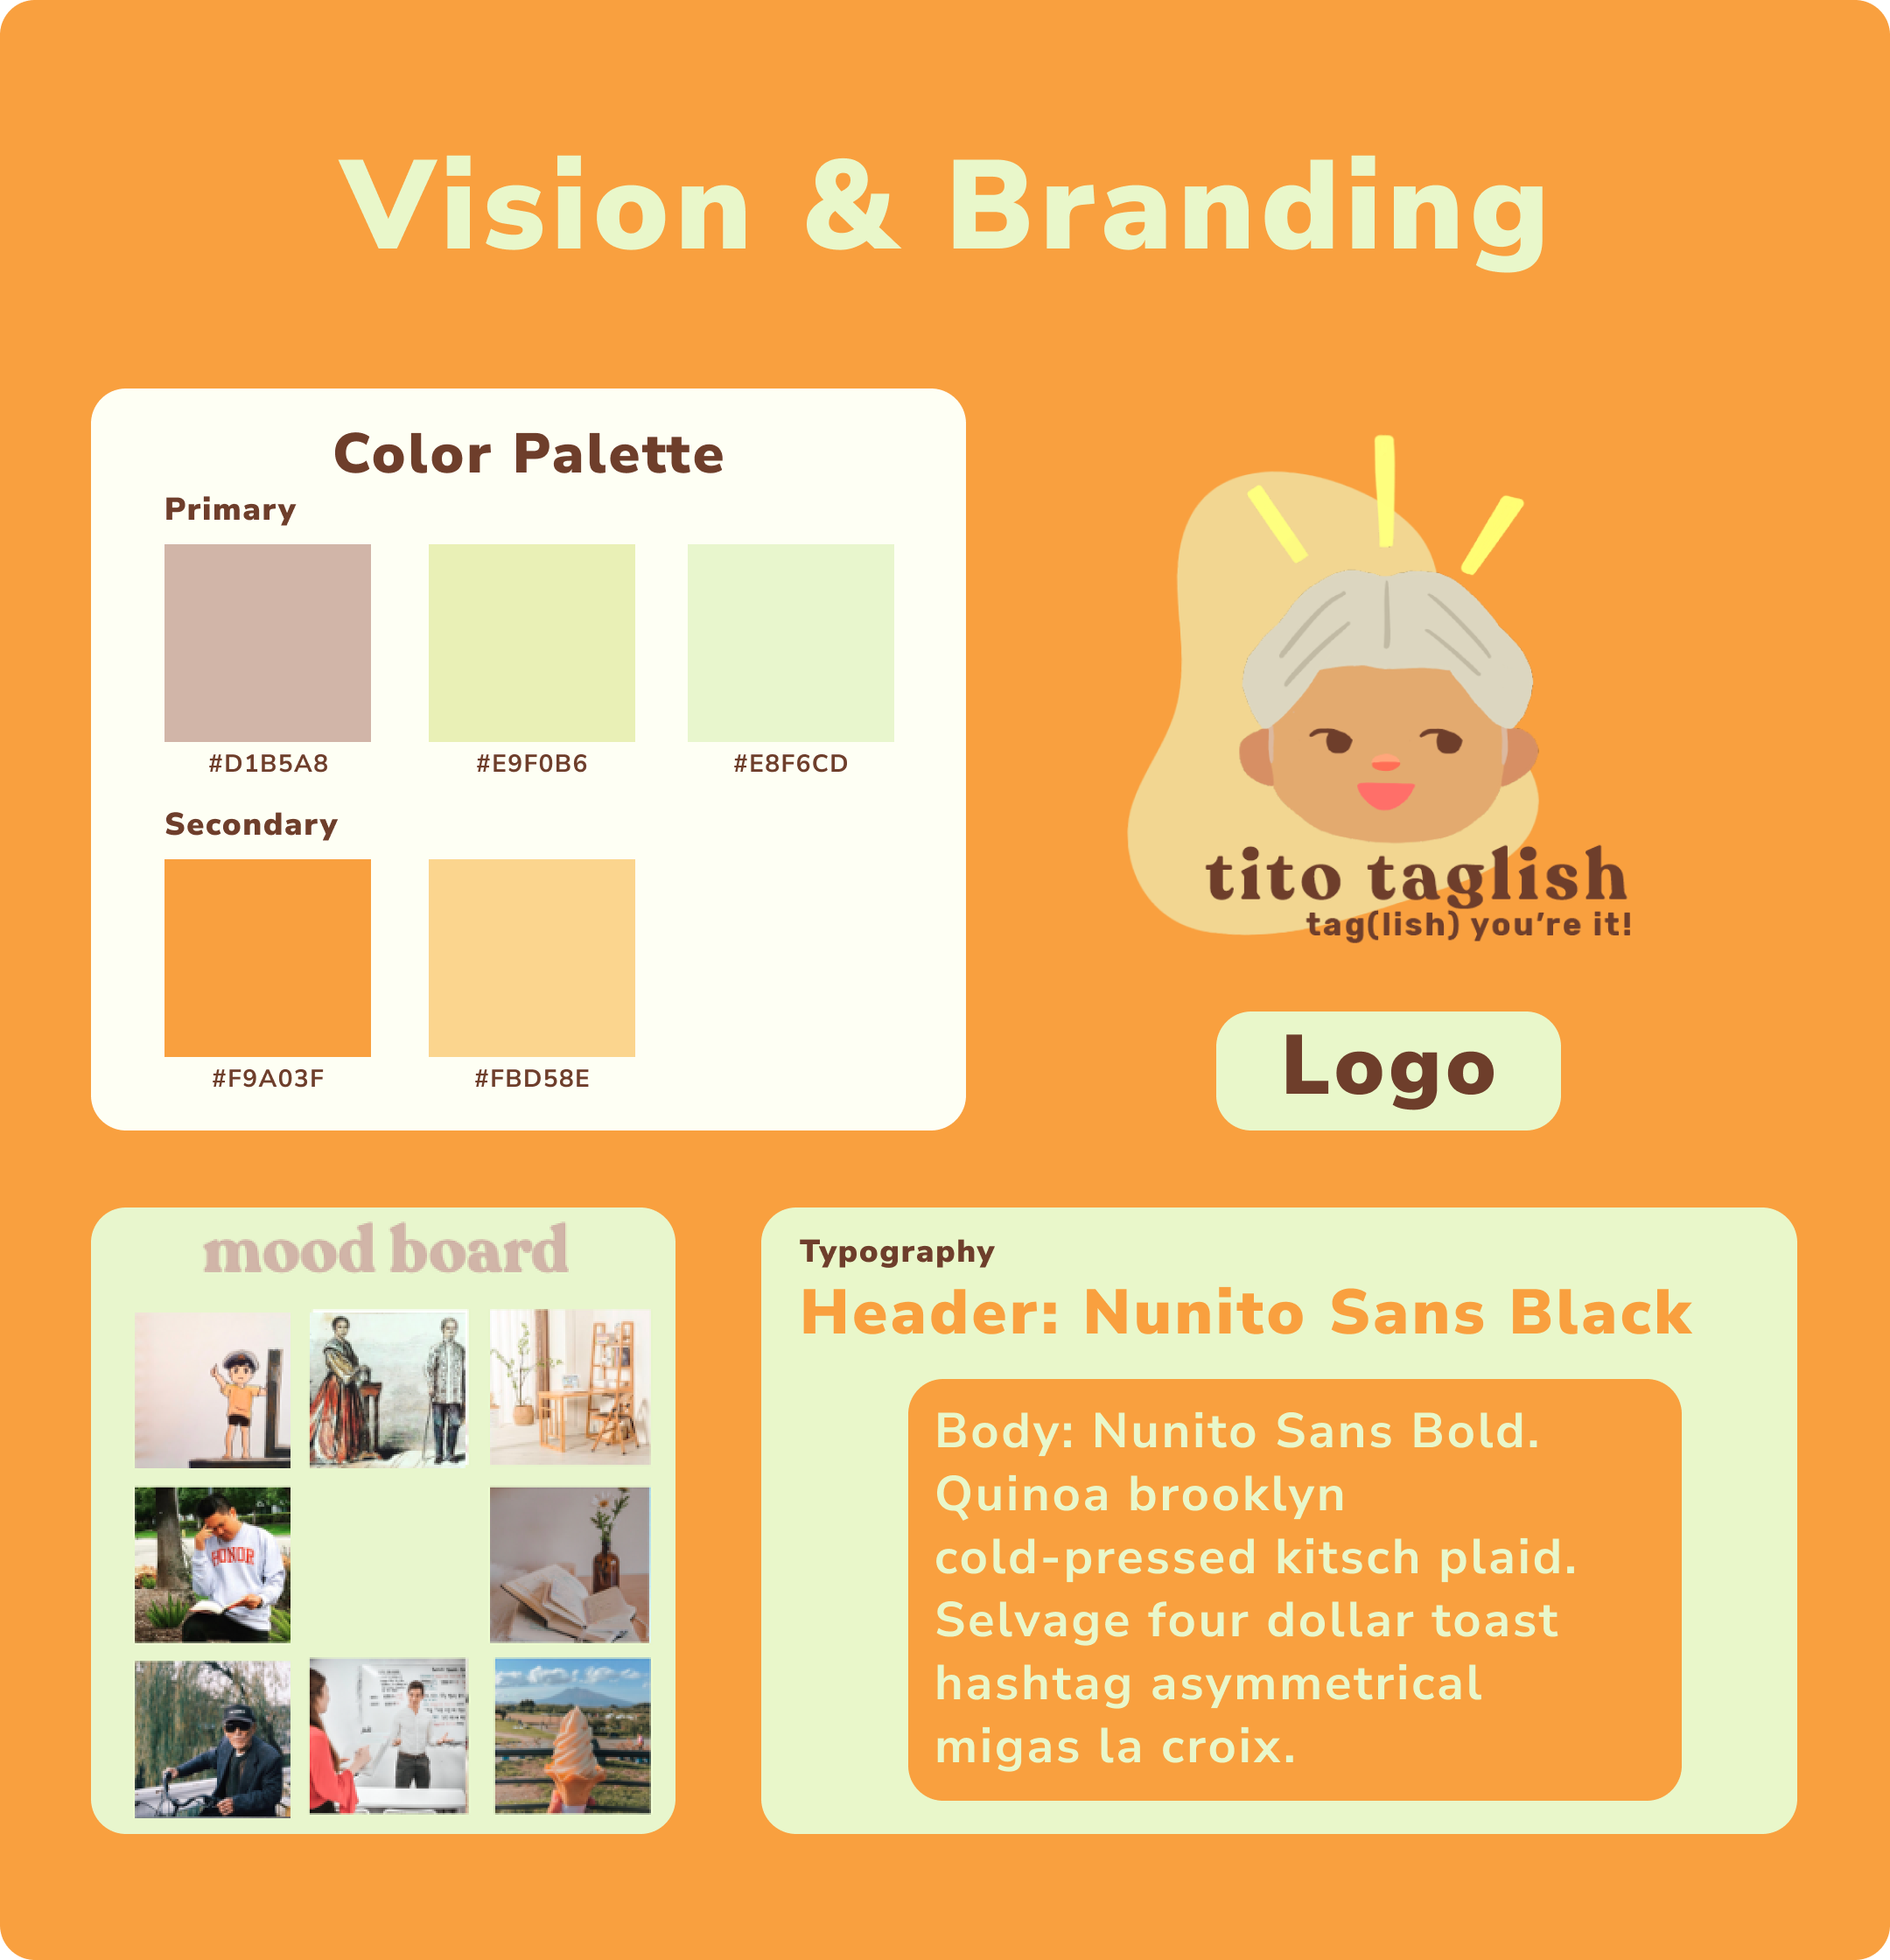 Vision & Branding
Color Palette
Primary
#D1B5A8
#E9F0B6
#E8F6CD
Secondary
#F9A03F
#FBD58E
tito taglish
tag(lish) you're it!
Logo
mood board
HONOR
Typography
Header: Nunito Sans Black
Body: Nunito Sans Bold.
Quinoa brooklyn
cold-pressed kitsch plaid.
Selvage four dollar toast
hashtag asymmetrical
migas la croix.